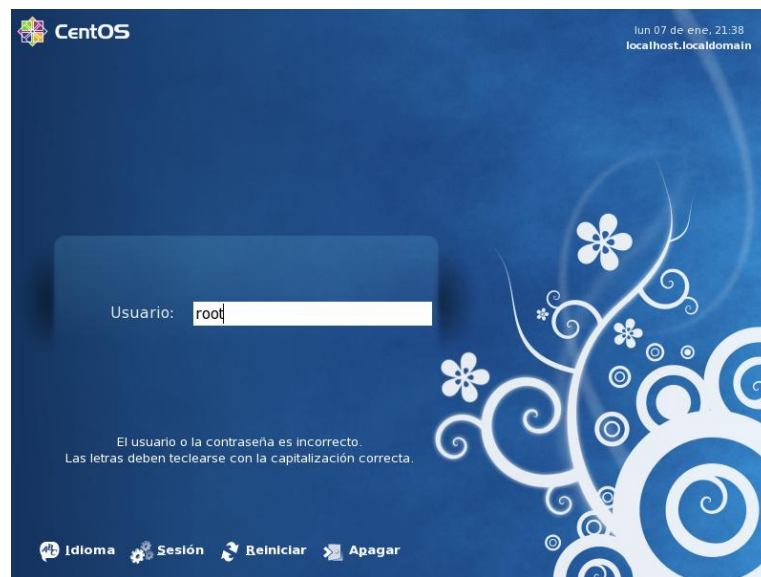 CentOS
lun 07 de ene, 21:38
localhost.localdomain
Usuario: root
El usuario o la contraseña es incorrecto.
Las letras deben teclearse con la capitalización correcta.
Idioma Sesión Reiniciar Apagar